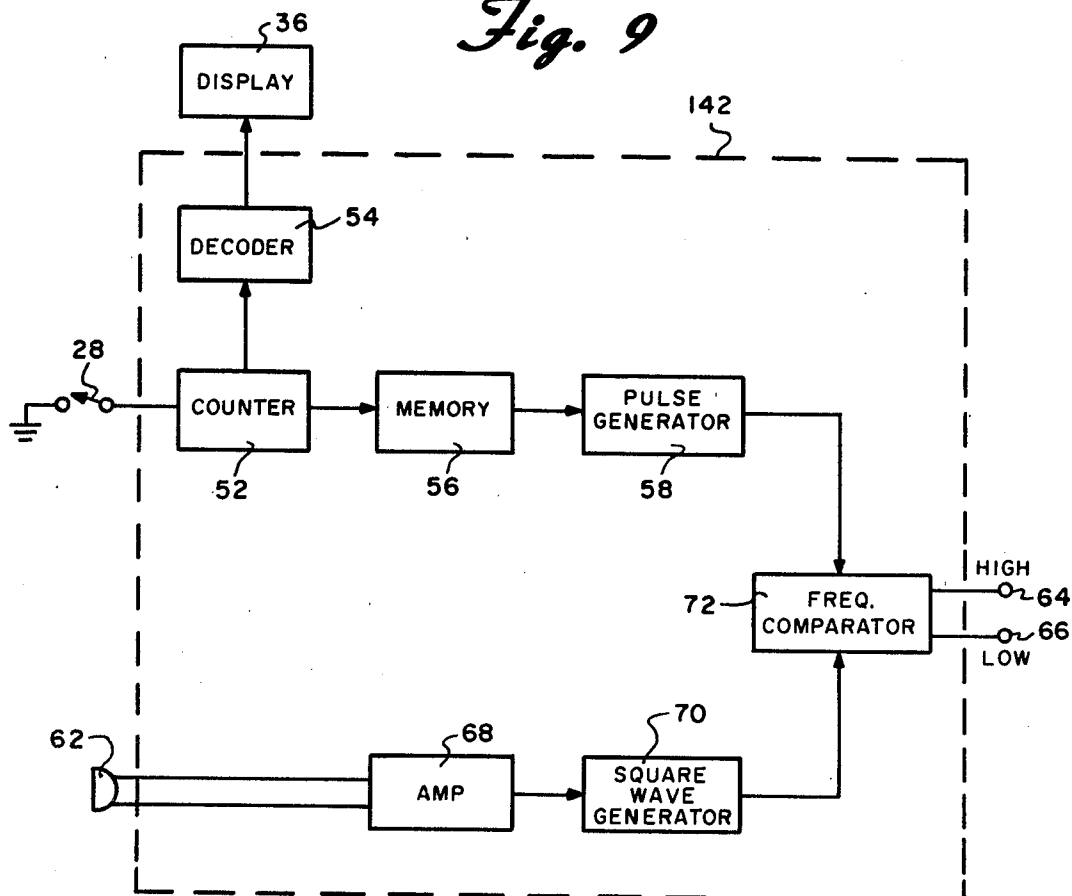 Fig. 9
36
DISPLAY
142
54
DECODER
28
COUNTER
MEMORY
PULSE
GENERATOR
52
56
58
HIGH
64
72
FREQ.
COMPARATOR
66
LOW
62
68
70
AMP
SQUARE
WAVE
GENERATOR